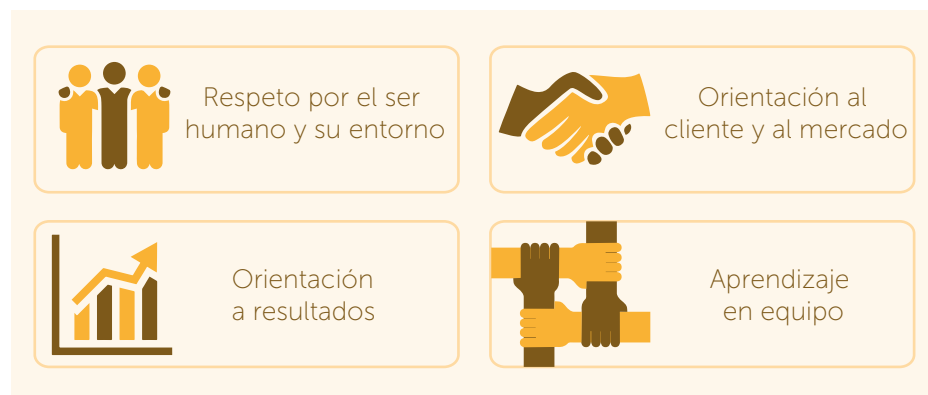 Respeto por el ser
humano y su entorno
Orientación al
cliente y al mercado
Orientación
a resultados
Aprendizaje
en equipo